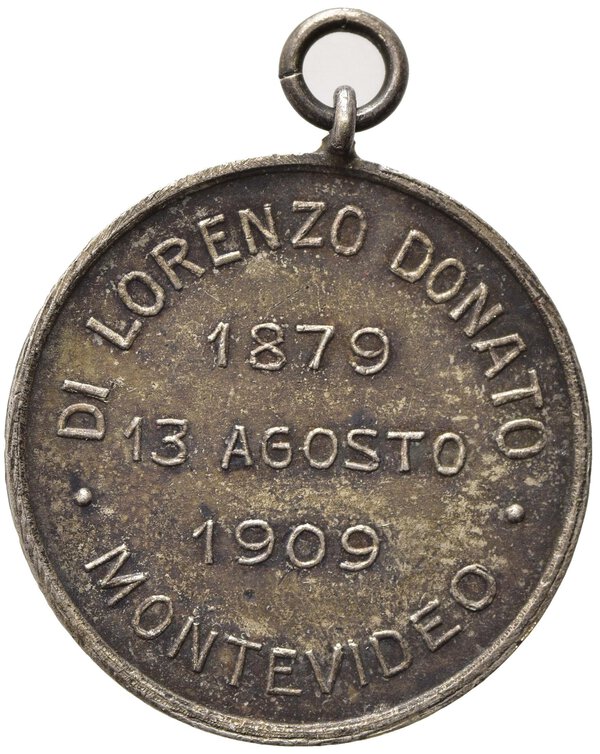 DI LORENZO DONATO
1879
13 AGOSTO
1909
• MONTEVIDEO •